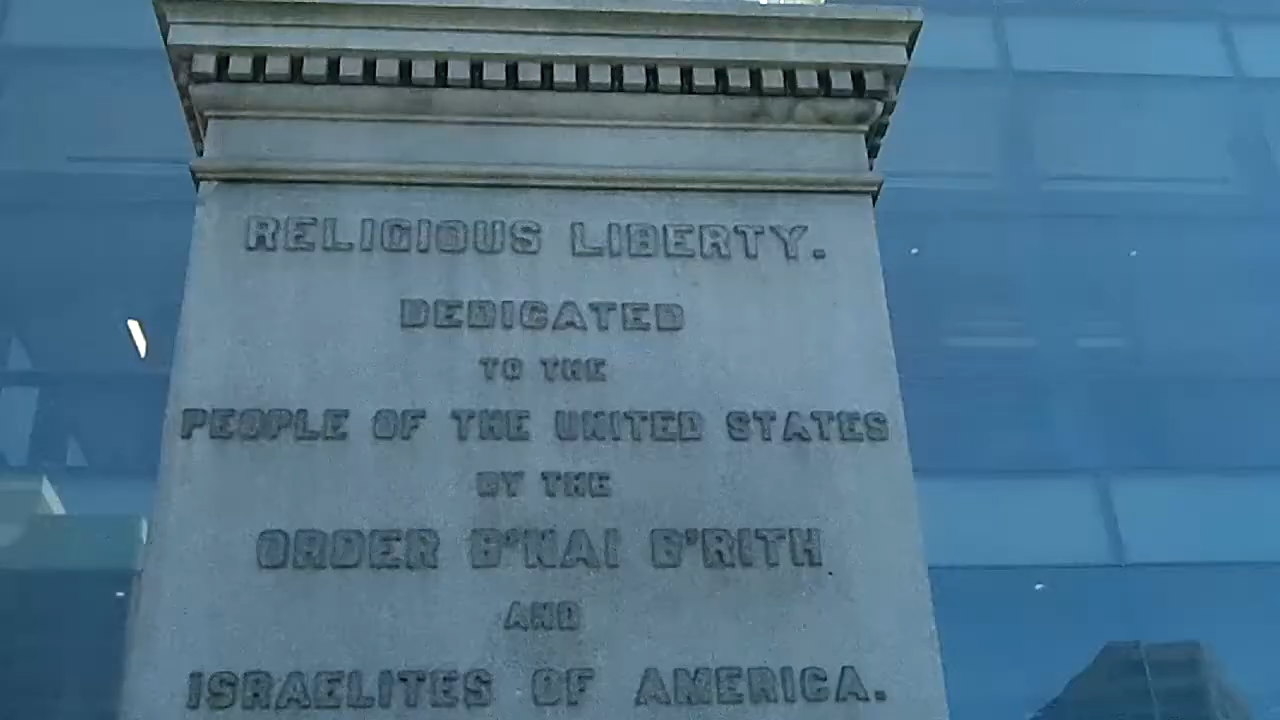 RELIGIOUS LIBERTY.
DEDICATED
TO THE
PEOPLE OF THE UNITED STATES
BY THE
ORDER B'NAI B'RITH
AND
ISRAELITES OF AMERICA.